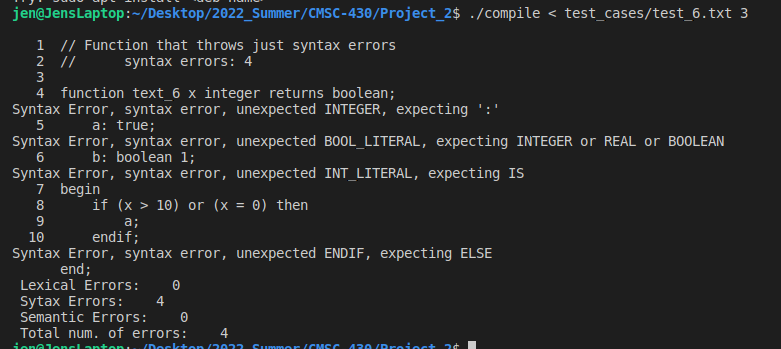 jen@JensLaptop:~/Desktop/2022_Summer/CMSC-430/Project_2$ ./compile < test_cases/test_6.txt 3
   1  // Function that throws just syntax errors
   2  //      syntax errors: 4
   3
   4  function text_6 x integer returns boolean;
Syntax Error, syntax error, unexpected INTEGER, expecting ':'
   5      a: true;
Syntax Error, syntax error, unexpected BOOL_LITERAL, expecting INTEGER or REAL or BOOLEAN
   6      b: boolean 1;
Syntax Error, syntax error, unexpected INT_LITERAL, expecting IS
   7  begin
   8      if (x > 10) or (x = 0) then
   9          a;
  10      endif;
Syntax Error, syntax error, unexpected ENDIF, expecting ELSE
      end;
 Lexical Errors:    0
 Sytax Errors:    4
 Semantic Errors:    0
 Total num. of errors:    4
jen@JensLaptop:~/Desktop/2022_Summer/CMSC-430/Project_2$